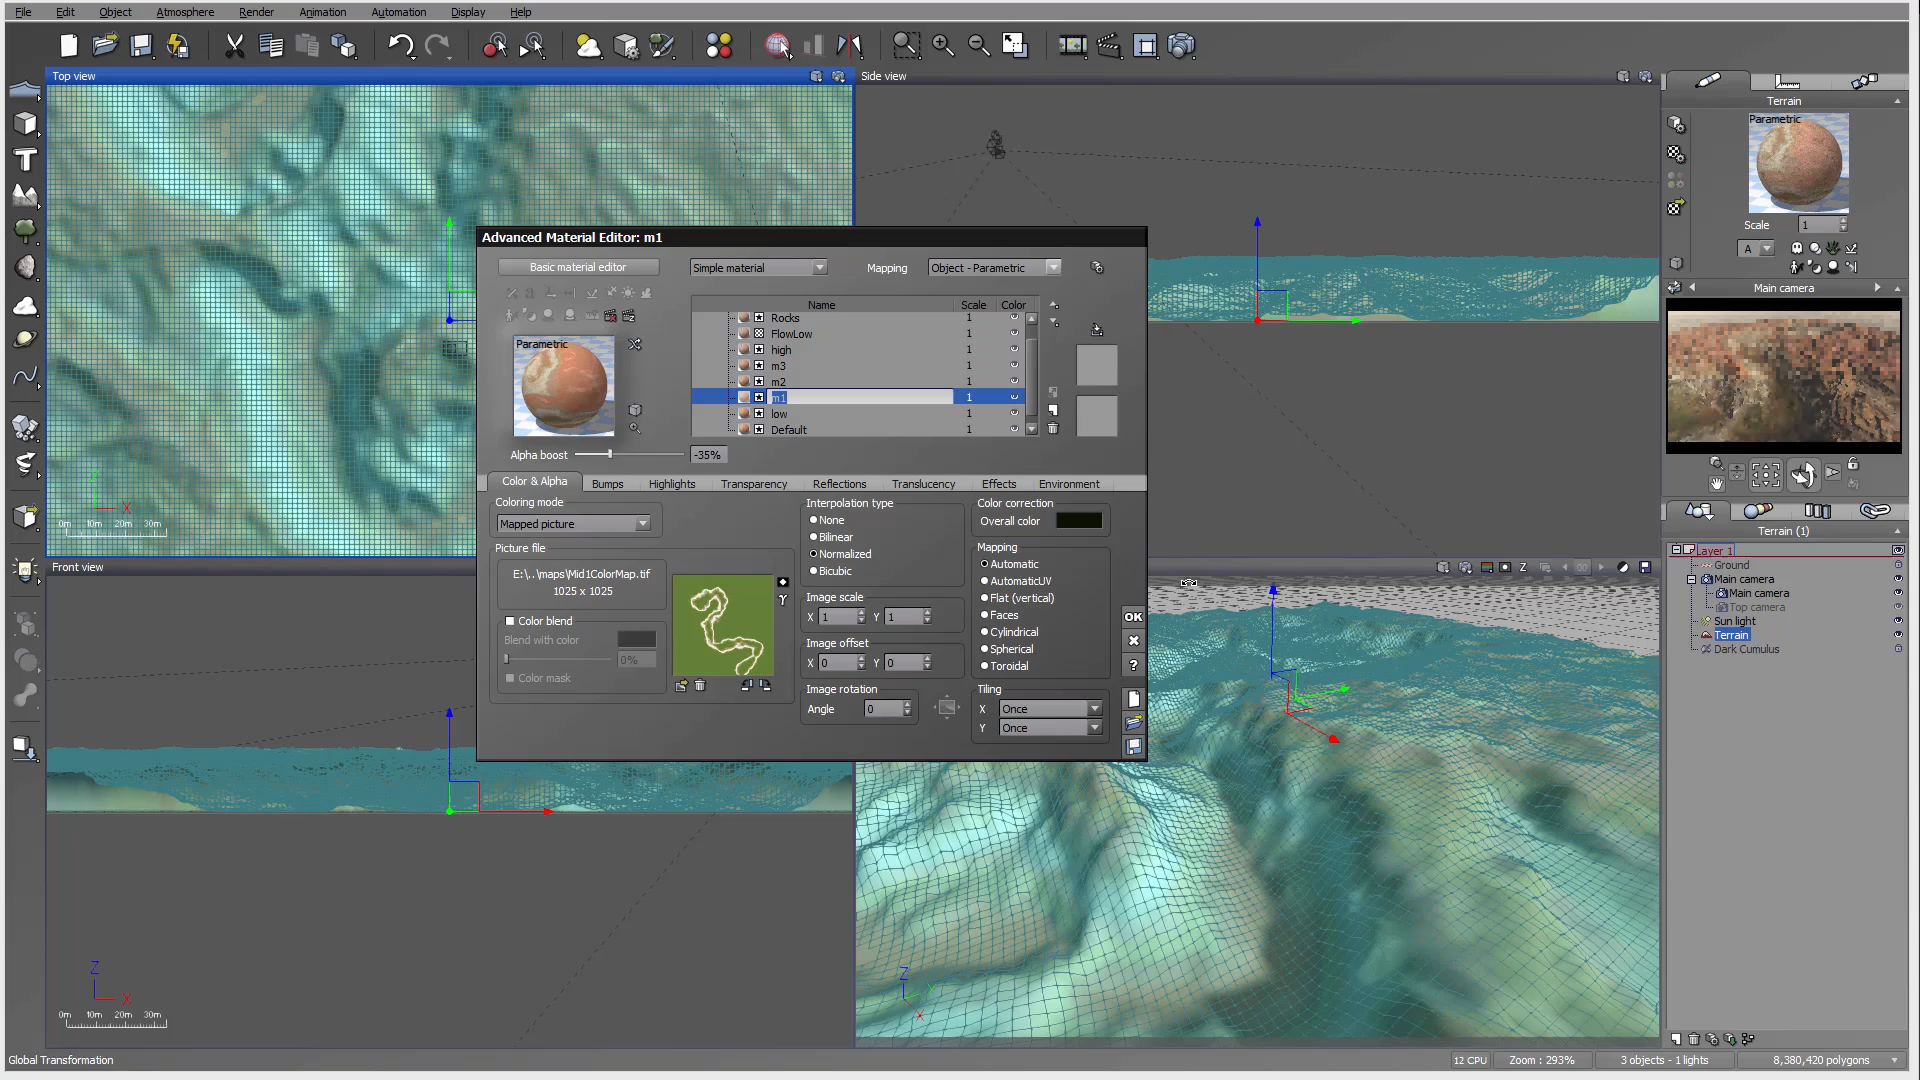 File Edit Object Atmosphere Render Animation Automation Display Help
Top view
Side view
Terrain
Parametric
Scale 1
A
Main camera
Advanced Material Editor: m1
Basic material editor
Simple material
Mapping
Object - Parametric
Name Scale Color
Rocks 1
FlowLow 1
high 1
m3 1
m2 1
m1 1
low 1
Default 1
Parametric
Alpha boost
-35%
Color & Alpha Bumps Highlights Transparency Reflections Translucency Effects Environment
Coloring mode
Mapped picture
Picture file
E:\..\maps\Mid1ColorMap.tif
1025 x 1025
Color blend
Blend with color
0%
Color mask
Interpolation type
None
Bilinear
Normalized
Bicubic
Image scale
X 1 Y 1
Image offset
X 0 Y 0
Image rotation
Angle 0
Color correction
Overall color
Mapping
Automatic
AutomaticUV
Flat (vertical)
Faces
Cylindrical
Spherical
Toroidal
Tiling
X Once
Y Once
OK
?
Terrain (1)
Layer 1
Ground
Main camera
Main camera
Top camera
Sun light
Terrain
Dark Cumulus
X
0m 10m 20m 30m
Front view
Z
Z
X
0m 10m 20m 30m
Z
X
Global Transformation
12 CPU
Zoom : 293%
3 objects - 1 lights
8,380,420 polygons